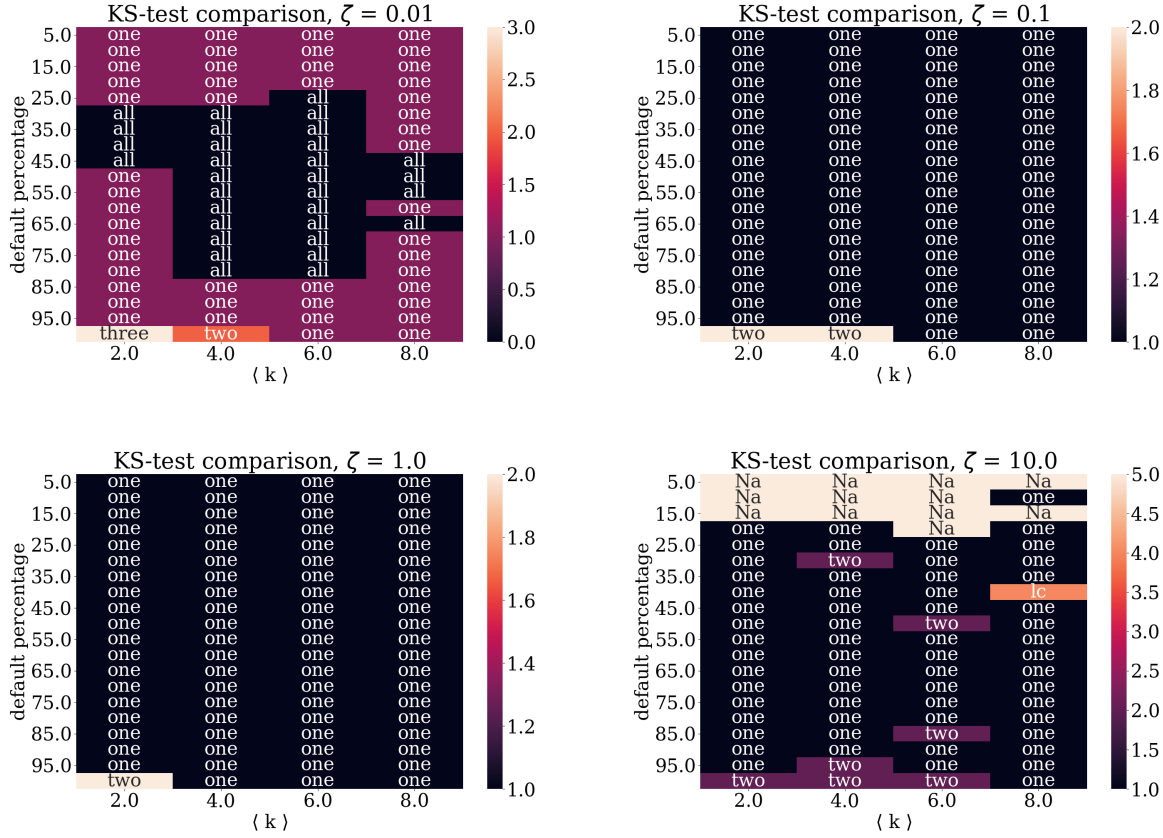 KS-test comparison, ζ = 0.01
default percentage
5.0 one one one one
one one one one
15.0 one one one one
one one one one
25.0 one one all one
all all all one
35.0 all all all one
all all all one
45.0 all all all all
one all all all
55.0 one all all all
one all all one
65.0 one all all all
one all all one
75.0 one all all one
one all all one
85.0 one one one one
one one one one
95.0 one one one one
three two one one
2.0 4.0 6.0 8.0
⟨ k ⟩
3.0
2.5
2.0
1.5
1.0
0.5
0.0
KS-test comparison, ζ = 0.1
default percentage
5.0 one one one one
one one one one
15.0 one one one one
one one one one
25.0 one one one one
one one one one
35.0 one one one one
one one one one
45.0 one one one one
one one one one
55.0 one one one one
one one one one
65.0 one one one one
one one one one
75.0 one one one one
one one one one
85.0 one one one one
one one one one
95.0 one one one one
two two one one
2.0 4.0 6.0 8.0
⟨ k ⟩
2.0
1.8
1.6
1.4
1.2
1.0
KS-test comparison, ζ = 1.0
default percentage
5.0 one one one one
one one one one
15.0 one one one one
one one one one
25.0 one one one one
one one one one
35.0 one one one one
one one one one
45.0 one one one one
one one one one
55.0 one one one one
one one one one
65.0 one one one one
one one one one
75.0 one one one one
one one one one
85.0 one one one one
one one one one
95.0 one one one one
two one one one
2.0 4.0 6.0 8.0
⟨ k ⟩
2.0
1.8
1.6
1.4
1.2
1.0
KS-test comparison, ζ = 10.0
default percentage
5.0 Na Na Na Na
Na Na Na one
15.0 Na Na Na Na
one one Na one
25.0 one one one one
one two one one
35.0 one one one one
one one one lc
45.0 one one one one
one one two one
55.0 one one one one
one one one one
65.0 one one one one
one one one one
75.0 one one one one
one one one one
85.0 one one two one
one one one one
95.0 one two one one
two two two one
2.0 4.0 6.0 8.0
⟨ k ⟩
5.0
4.5
4.0
3.5
3.0
2.5
2.0
1.5
1.0